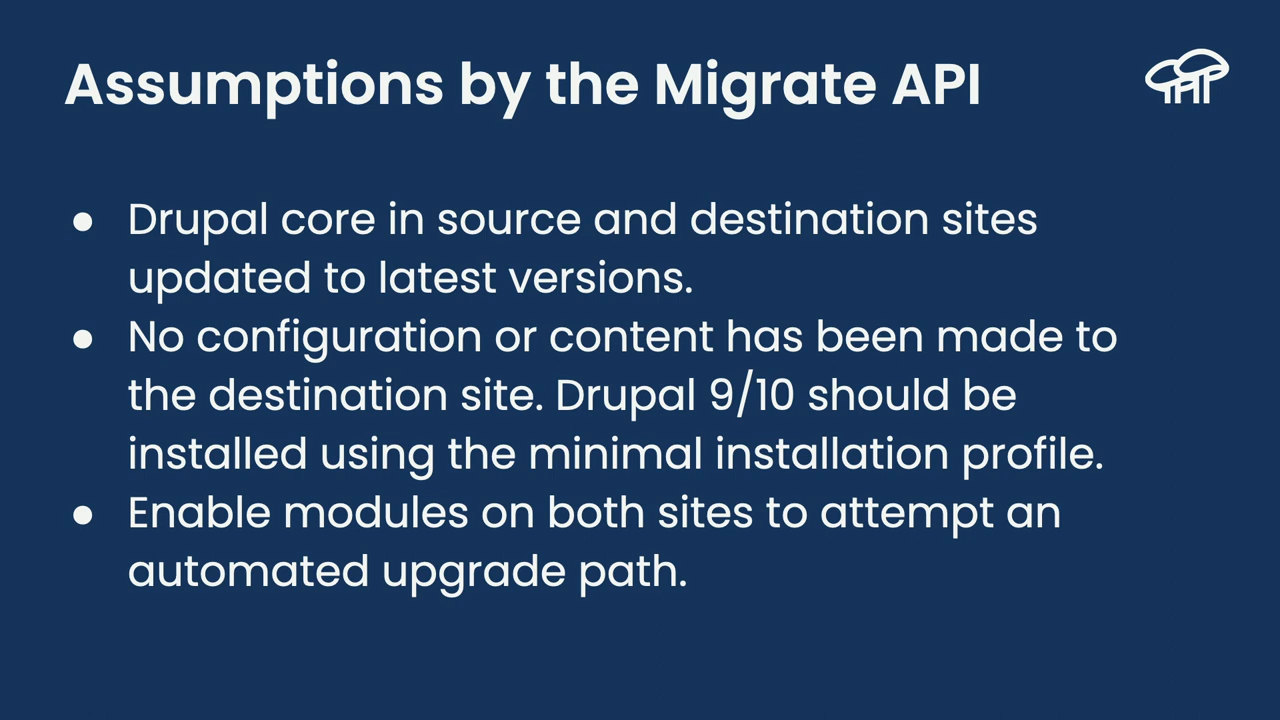 Assumptions by the Migrate API
● Drupal core in source and destination sites
updated to latest versions.
● No configuration or content has been made to
the destination site. Drupal 9/10 should be
installed using the minimal installation profile.
● Enable modules on both sites to attempt an
automated upgrade path.